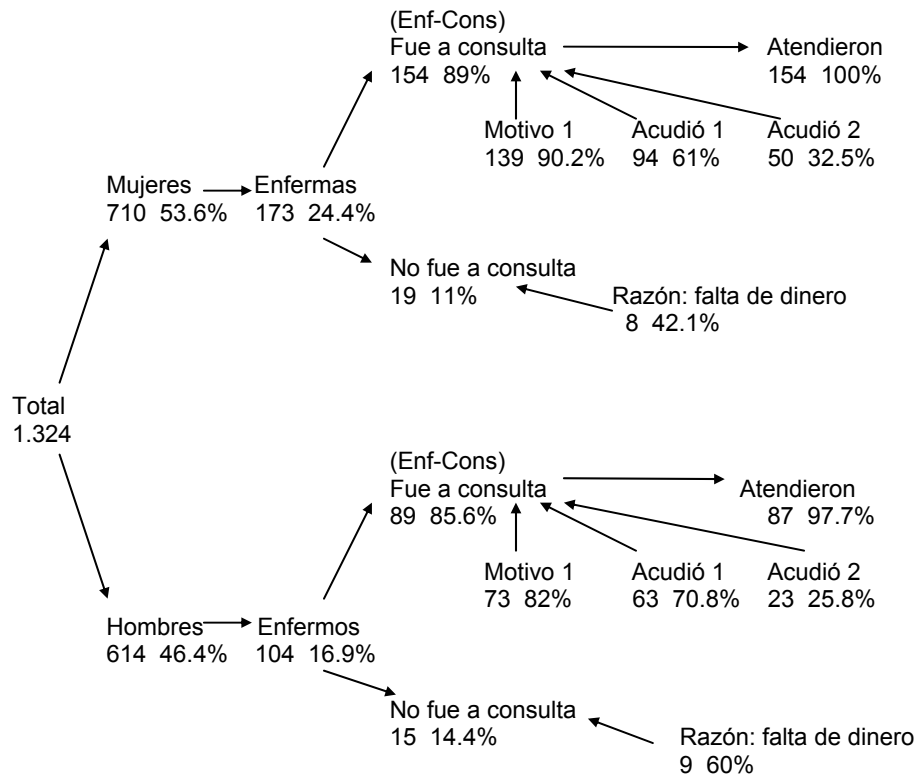 (Enf-Cons)
Fue a consulta
154 89%
Atendieron
154 100%
Motivo 1
139 90.2%
Acudió 1
94 61%
Acudió 2
50 32.5%
Mujeres
710 53.6%
Enfermas
173 24.4%
No fue a consulta
19 11%
Razón: falta de dinero
8 42.1%
Total
1.324
(Enf-Cons)
Fue a consulta
89 85.6%
Atendieron
87 97.7%
Motivo 1
73 82%
Acudió 1
63 70.8%
Acudió 2
23 25.8%
Hombres
614 46.4%
Enfermos
104 16.9%
No fue a consulta
15 14.4%
Razón: falta de dinero
9 60%